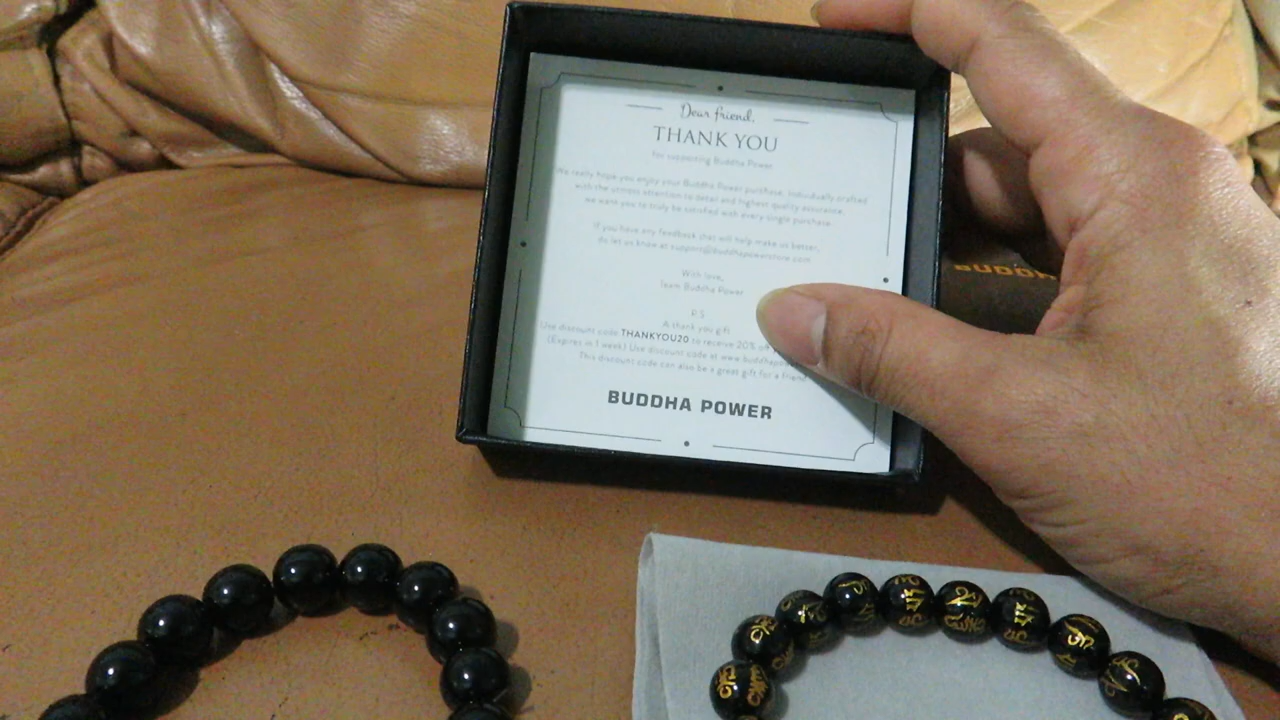 Dear friend,
THANK YOU
for supporting Buddha Power
We really hope you enjoy your Buddha Power purchase. Individually crafted
with the utmost attention to detail and highest quality assurance,
we want you to truly be satisfied with every single purchase.
If you have any feedback that will help make us better,
do let us know at support@buddhapowerstore.com
With love,
Team Buddha Power
P.S
A thank you gift
Use discount code THANKYOU20 to receive 20% off
(Expires in 1 week) Use discount code at
This discount code can also be a great gift for a friend
BUDDHA POWER
BUDDH